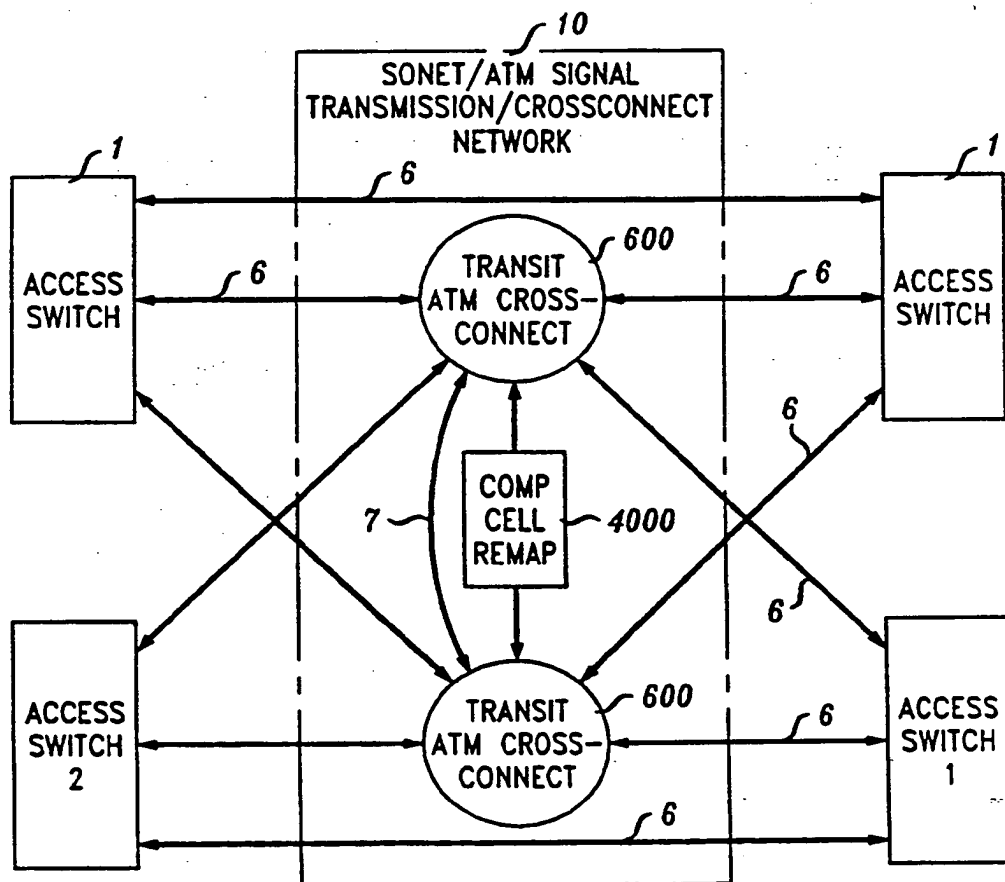 10
SONET/ATM SIGNAL
TRANSMISSION/CROSSCONNECT
NETWORK
1
6
1
ACCESS
SWITCH
6
TRANSIT
ATM CROSS-
CONNECT
600
6
ACCESS
SWITCH
6
7
COMP
CELL
REMAP
4000
6
ACCESS
SWITCH
2
TRANSIT
ATM CROSS-
CONNECT
600
6
ACCESS
SWITCH
1
6